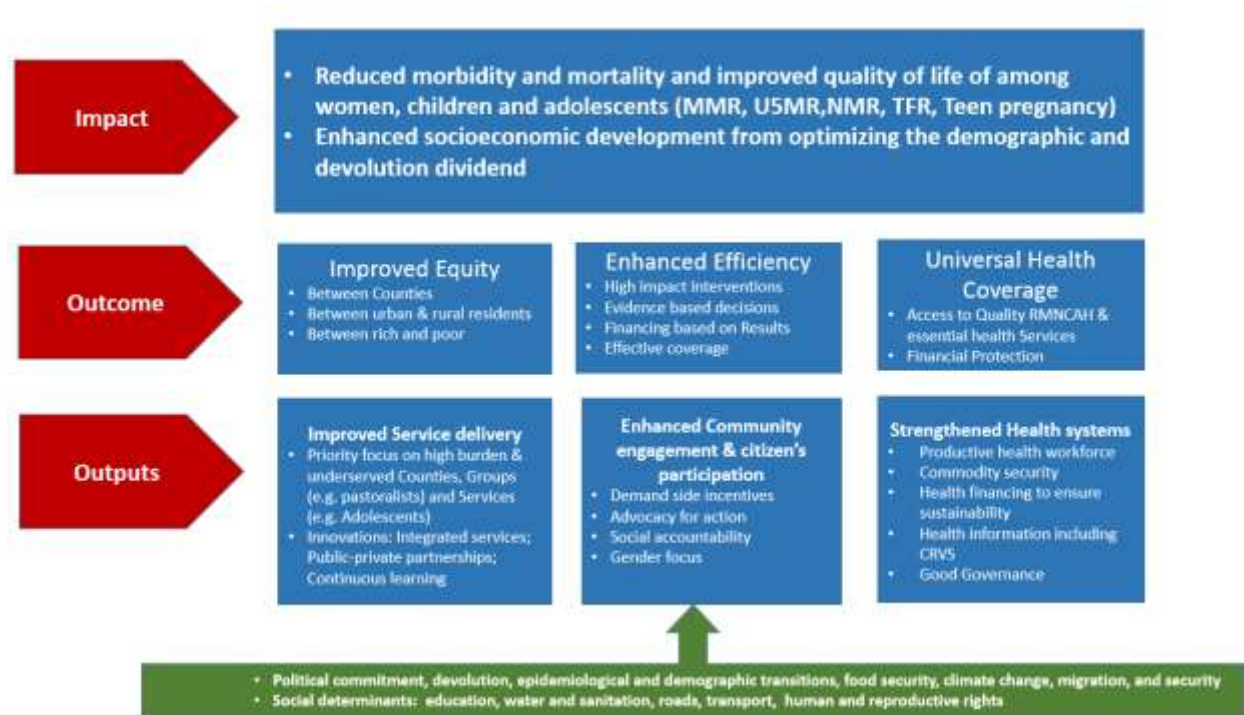 Impact
• Reduced morbidity and mortality and improved quality of life of among
women, children and adolescents (MMR, U5MR,NMR, TFR, Teen pregnancy)
• Enhanced socioeconomic development from optimizing the demographic and
devolution dividend
Outcome
Improved Equity
• Between Counties
• Between urban & rural residents
• Between rich and poor
Enhanced Efficiency
• High impact Interventions
• Evidence based decisions
• Financing based on Results
• Effective coverage
Universal Health
Coverage
• Access to Quality RMNCAH &
essential health Services
• Financial Protection
Outputs
Improved Service delivery
• Priority focus on high burden &
underserved Counties, Groups
(e.g. pastoralists) and Services
(e.g. Adolescents)
• Innovations: Integrated services;
Public-private partnerships;
Continuous learning
Enhanced Community
engagement & citizen's
participation
• Demand side incentives
• Advocacy for action
• Social accountability
• Gender focus
Strengthened Health systems
• Productive health workforce
• Commodity security
• Health financing to ensure
sustainability
• Health information including
CRVS
• Good Governance
• Political commitment, devolution, epidemiological and demographic transitions, food security, climate change, migration, and security
• Social determinants: education, water and sanitation, roads, transport, human and reproductive rights